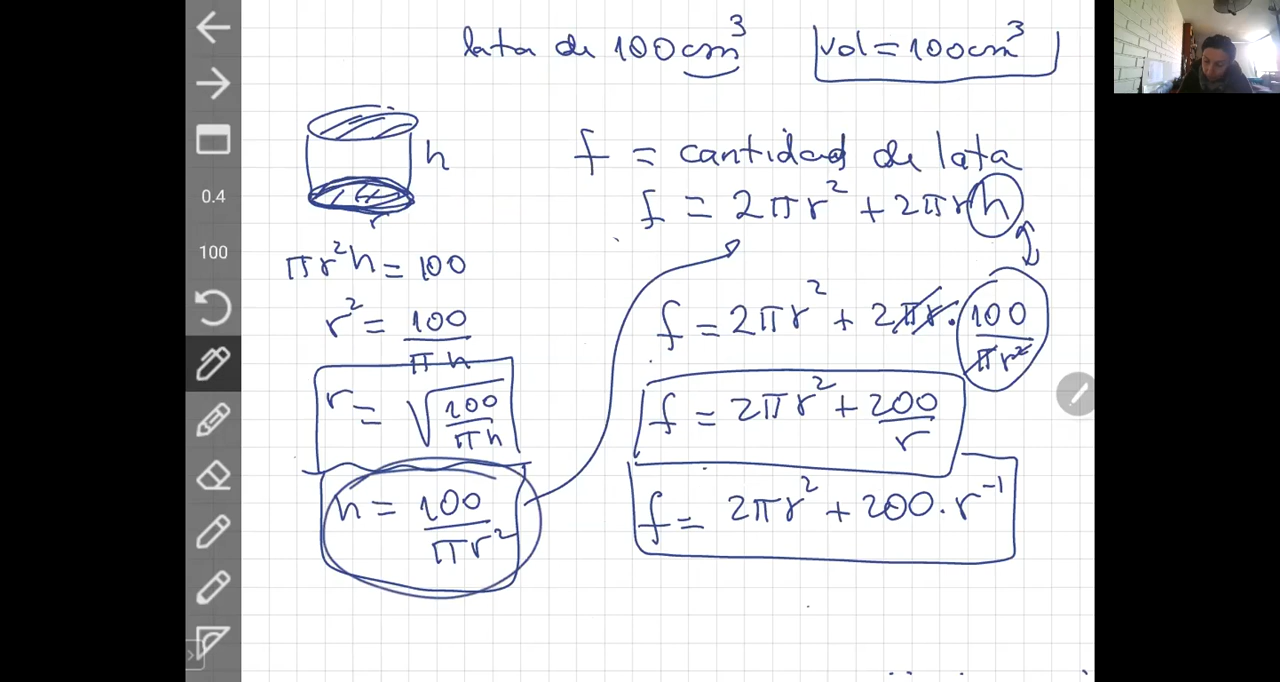 lata de 100cm³
vol = 100cm³
h
r
f = cantidad de lata
f = 2πr² + 2πrh
πr²h = 100
r² = 100/πh
r = √(100/πh)
h = 100/πr²
f = 2πr² + 2πr · 100/πr²
f = 2πr² + 200/r
f = 2πr² + 200 · r⁻¹
0.4
100